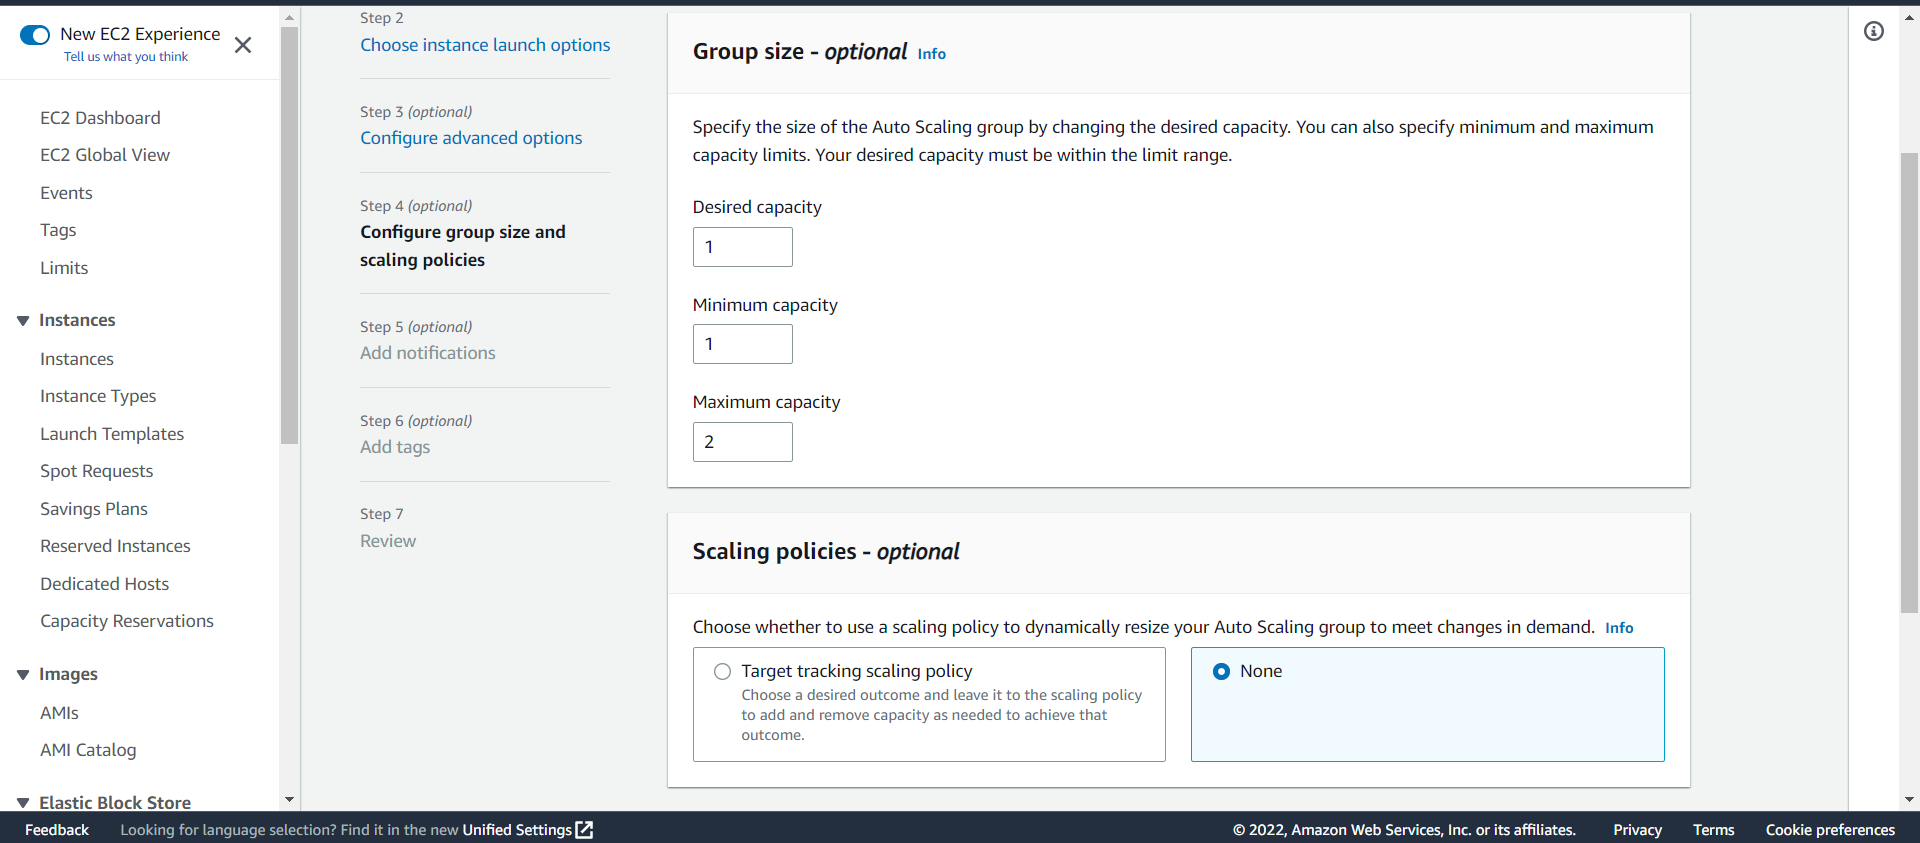 New EC2 Experience
Tell us what you think
EC2 Dashboard
EC2 Global View
Events
Tags
Limits
Instances
Instances
Instance Types
Launch Templates
Spot Requests
Savings Plans
Reserved Instances
Dedicated Hosts
Capacity Reservations
Images
AMIs
AMI Catalog
Elastic Block Store
Step 2
Choose instance launch options
Step 3 (optional)
Configure advanced options
Step 4 (optional)
Configure group size and
scaling policies
Step 5 (optional)
Add notifications
Step 6 (optional)
Add tags
Step 7
Review
Group size - optional Info
Specify the size of the Auto Scaling group by changing the desired capacity. You can also specify minimum and maximum
capacity limits. Your desired capacity must be within the limit range.
Desired capacity
1
Minimum capacity
1
Maximum capacity
2
Scaling policies - optional
Choose whether to use a scaling policy to dynamically resize your Auto Scaling group to meet changes in demand. Info
Target tracking scaling policy
Choose a desired outcome and leave it to the scaling policy
to add and remove capacity as needed to achieve that
outcome.
None
Feedback Looking for language selection? Find it in the new Unified Settings © 2022, Amazon Web Services, Inc. or its affiliates. Privacy Terms Cookie preferences